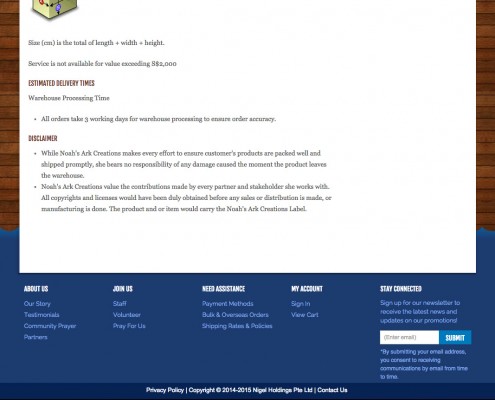 Size (cm) is the total of length + width + height.
Service is not available for value exceeding S$2,000
ESTIMATED DELIVERY TIMES
Warehouse Processing Time
• All orders take 3 working days for warehouse processing to ensure order accuracy.
DISCLAIMER
• While Noah's Ark Creations makes every effort to ensure customer's products are packed well and
shipped promptly, she bears no responsibility of any damage caused the moment the product leaves
the warehouse.
• Noah's Ark Creations value the contributions made by every partner and stakeholder she works with.
All copyrights and licenses would have been duly obtained before any sales or distribution is made, or
manufacturing is done. The product and or item would carry the Noah's Ark Creations Label.
ABOUT US
Our Story
Testimonials
Community Prayer
Partners
JOIN US
Staff
Volunteer
Pray For Us
NEED ASSISTANCE
Payment Methods
Bulk & Overseas Orders
Shipping Rates & Policies
MY ACCOUNT
Sign In
View Cart
STAY CONNECTED
Sign up for our newsletter to
receive the latest news and
updates on our promotions!
(Enter email) SUBMIT
*By submitting your email address,
you consent to receiving
communications by email from time
to time.
Privacy Policy | Copyright © 2014-2015 Nigel Holdings Pte Ltd | Contact Us